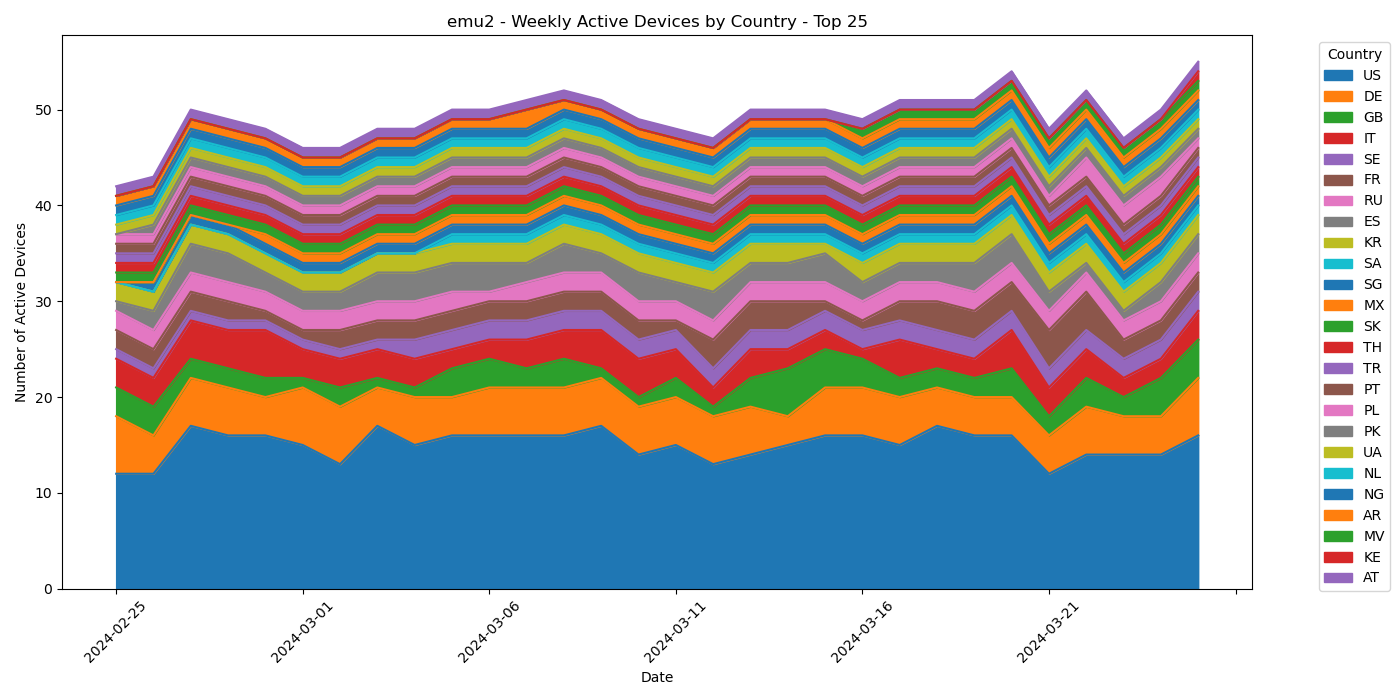 emu2 - Weekly Active Devices by Country - Top 25
Number of Active Devices
50
40
30
20
10
0
2024-02-25
2024-03-01
2024-03-06
2024-03-11
2024-03-16
2024-03-21
Date
Country
US
DE
GB
IT
SE
FR
RU
ES
KR
SA
SG
MX
SK
TH
TR
PT
PL
PK
UA
NL
NG
AR
MV
KE
AT